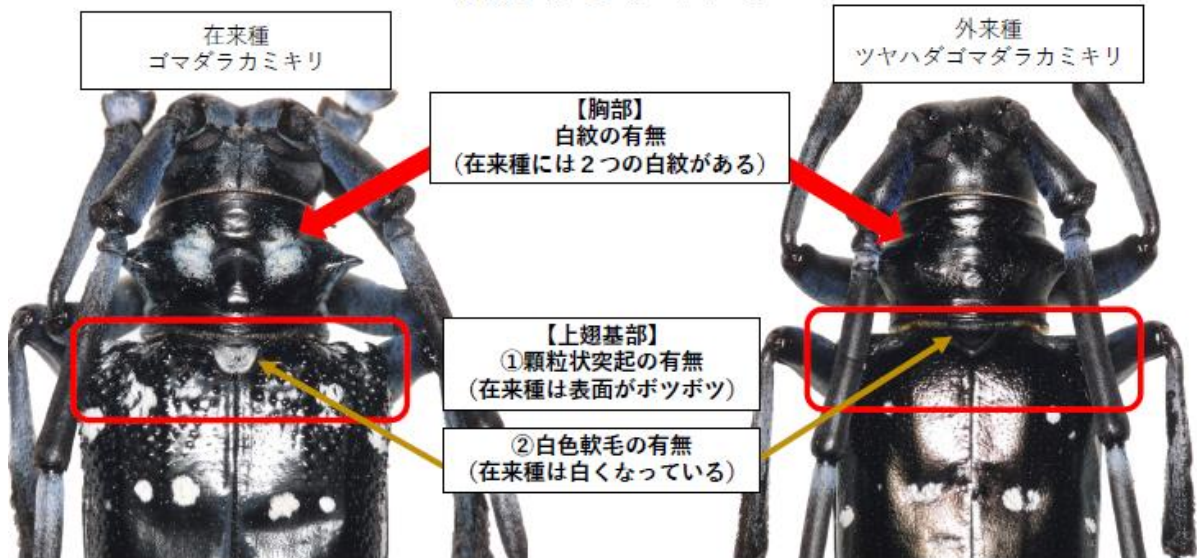 在来種
ゴマダラカミキリ
外来種
ツヤハダゴマダラカミキリ
【胸部】
白紋の有無
（在来種には２つの白紋がある）
【上翅基部】
①顆粒状突起の有無
（在来種は表面がボツボツ）
②白色軟毛の有無
（在来種は白くなっている）